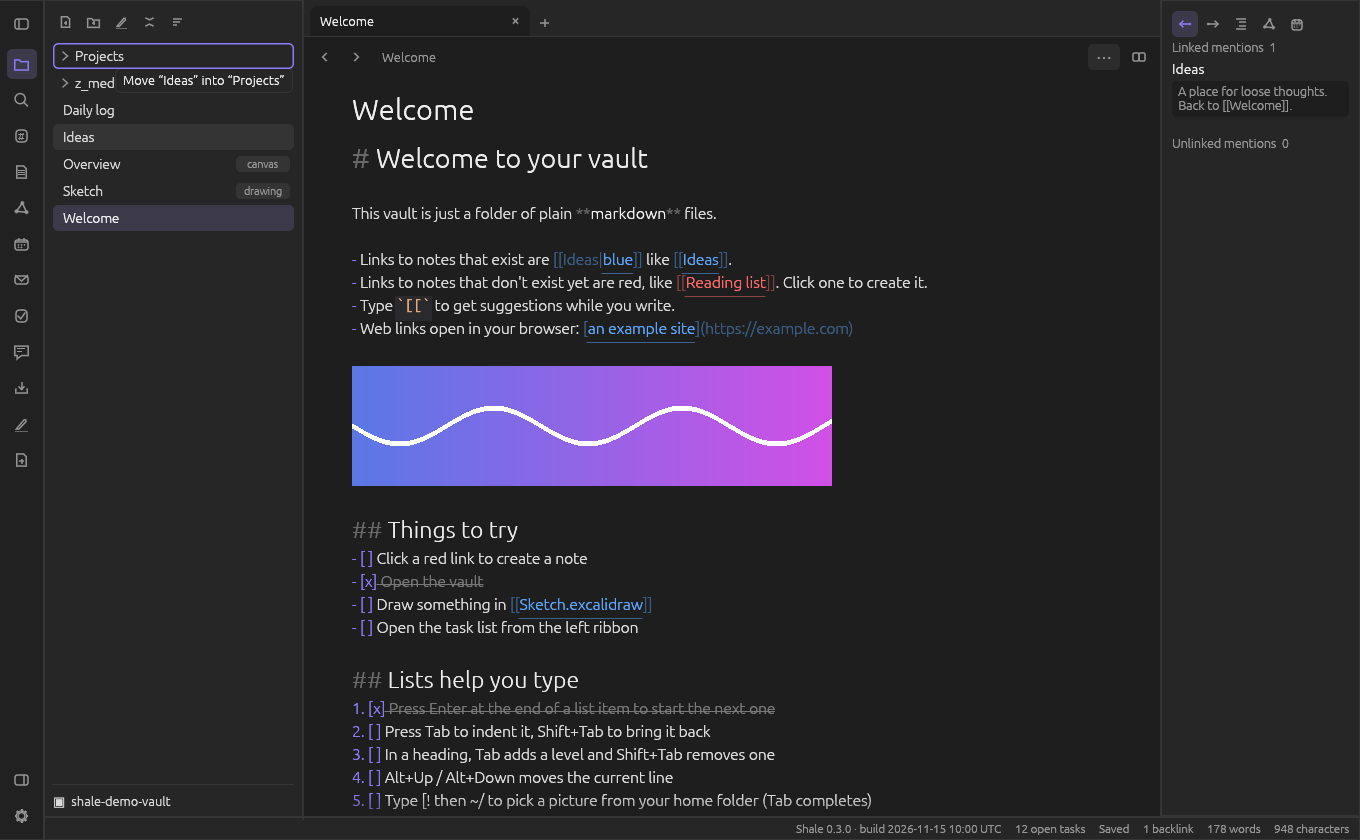 Projects
z_med
Move “Ideas” into “Projects”
Daily log
Ideas
Overview
canvas
Sketch
drawing
Welcome
shale-demo-vault
Welcome
Welcome
Welcome
# Welcome to your vault
This vault is just a folder of plain **markdown** files.
- Links to notes that exist are [[Ideas|blue]] like [[Ideas]].
- Links to notes that don't exist yet are red, like [[Reading list]]. Click one to create it.
- Type `[[` to get suggestions while you write.
- Web links open in your browser: [an example site](https://example.com)
## Things to try
- [ ] Click a red link to create a note
- [x] Open the vault
- [ ] Draw something in [[Sketch.excalidraw]]
- [ ] Open the task list from the left ribbon
## Lists help you type
1. [x] Press Enter at the end of a list item to start the next one
2. [ ] Press Tab to indent it, Shift+Tab to bring it back
3. [ ] In a heading, Tab adds a level and Shift+Tab removes one
4. [ ] Alt+Up / Alt+Down moves the current line
5. [ ] Type [! then ~/ to pick a picture from your home folder (Tab completes)
Linked mentions 1
Ideas
A place for loose thoughts.
Back to [[Welcome]].
Unlinked mentions 0
Shale 0.3.0 · build 2026-11-15 10:00 UTC
12 open tasks
Saved
1 backlink
178 words
948 characters